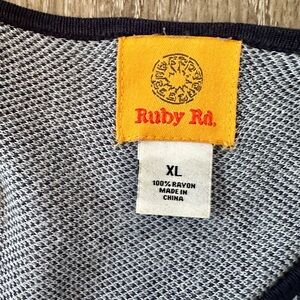 Ruby Rd.
XL
100% RAYON
MADE IN
CHINA